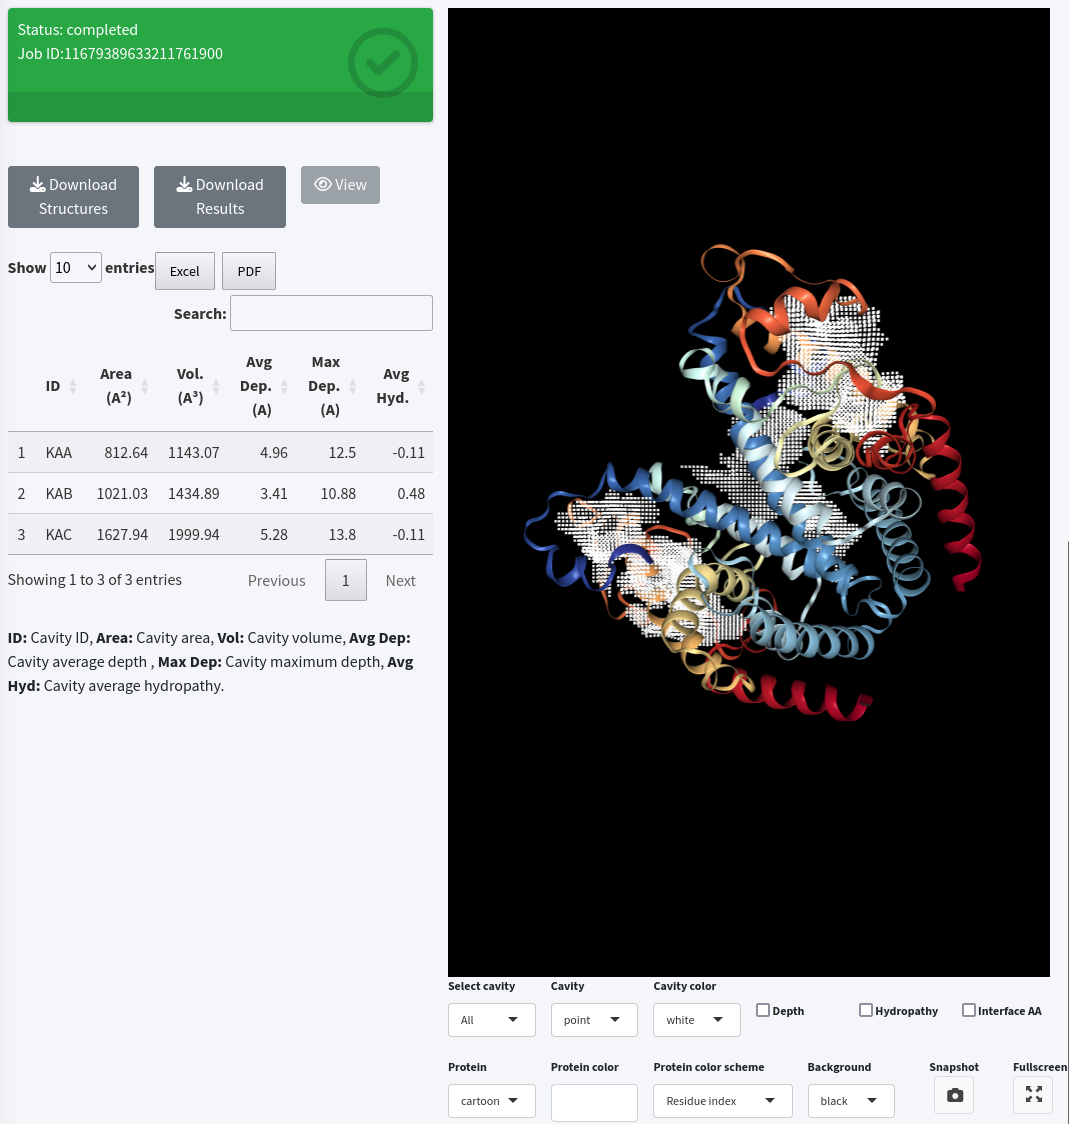 Status: completed
Job ID:11679389633211761900
Download Structures
Download Results
View
Show 10 entries Excel PDF
Search:
ID Area (A²) Vol. (A³) Avg Dep. (A) Max Dep. (A) Avg Hyd.
1 KAA 812.64 1143.07 4.96 12.5 -0.11
2 KAB 1021.03 1434.89 3.41 10.88 0.48
3 KAC 1627.94 1999.94 5.28 13.8 -0.11
Showing 1 to 3 of 3 entries Previous 1 Next
ID: Cavity ID, Area: Cavity area, Vol: Cavity volume, Avg Dep:
Cavity average depth , Max Dep: Cavity maximum depth, Avg
Hyd: Cavity average hydropathy.
Select cavity Cavity Cavity color
All point white Depth Hydropathy Interface AA
Protein Protein color Protein color scheme Background Snapshot Fullscreen
cartoon Residue index black